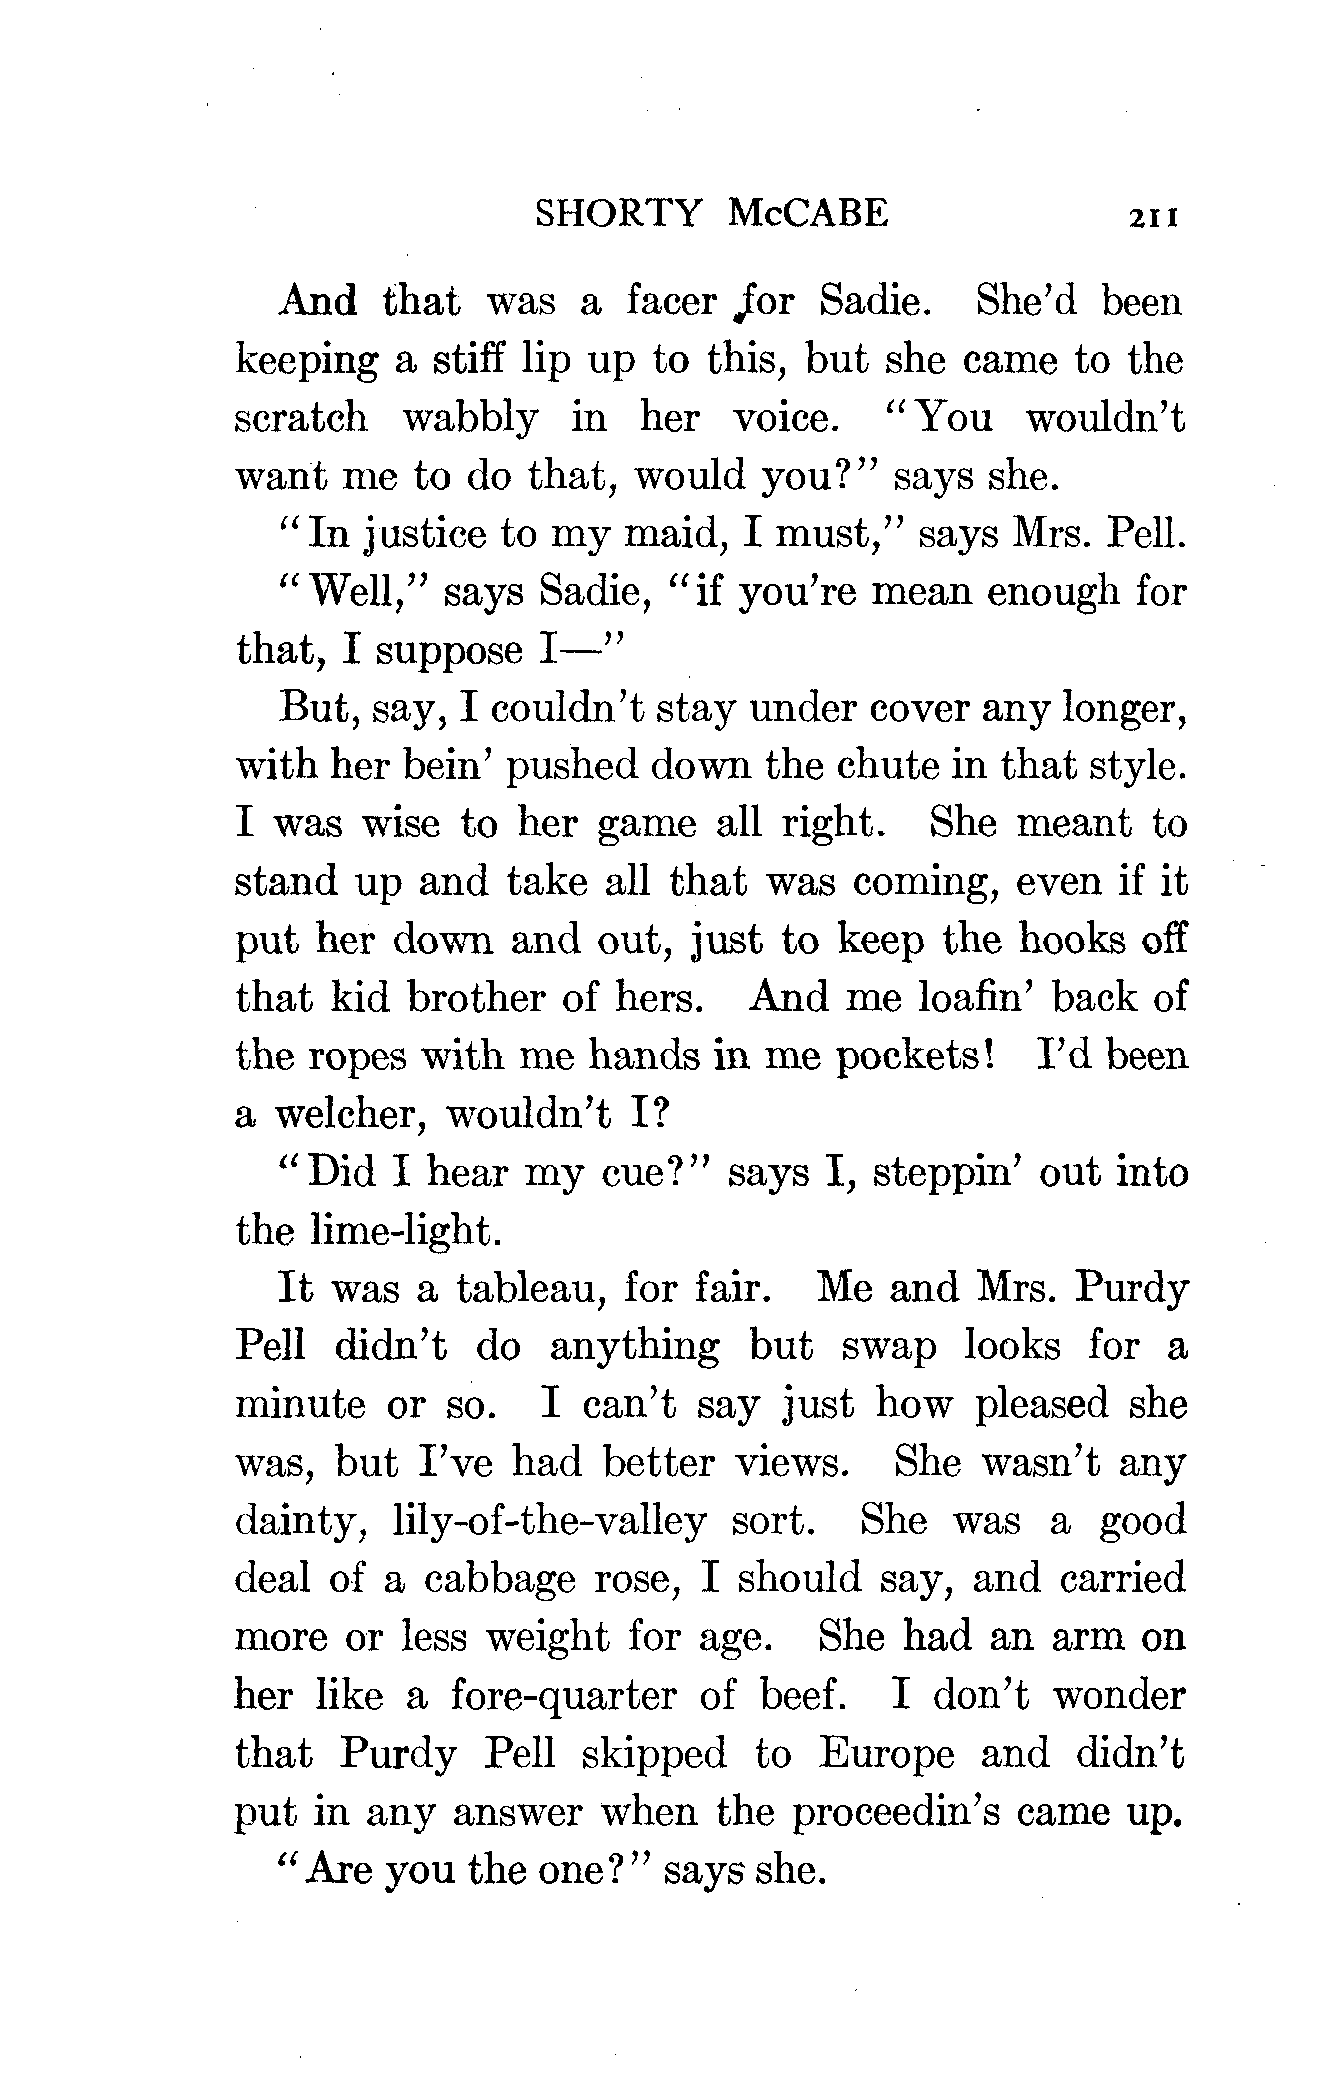 SHORTY McCABE 211
And that was a facer for Sadie. She'd been
keeping a stiff lip up to this, but she came to the
scratch wabbly in her voice. "You wouldn't
want me to do that, would you?" says she.
"In justice to my maid, I must," says Mrs. Pell.
"Well," says Sadie, "if you're mean enough for
that, I suppose I—"
But, say, I couldn't stay under cover any longer,
with her bein' pushed down the chute in that style.
I was wise to her game all right. She meant to
stand up and take all that was coming, even if it
put her down and out, just to keep the hooks off
that kid brother of hers. And me loafin' back of
the ropes with me hands in me pockets! I'd been
a welcher, wouldn't I?
"Did I hear my cue?" says I, steppin' out into
the lime-light.
It was a tableau, for fair. Me and Mrs. Purdy
Pell didn't do anything but swap looks for a
minute or so. I can't say just how pleased she
was, but I've had better views. She wasn't any
dainty, lily-of-the-valley sort. She was a good
deal of a cabbage rose, I should say, and carried
more or less weight for age. She had an arm on
her like a fore-quarter of beef. I don't wonder
that Purdy Pell skipped to Europe and didn't
put in any answer when the proceedin's came up.
"Are you the one?" says she.